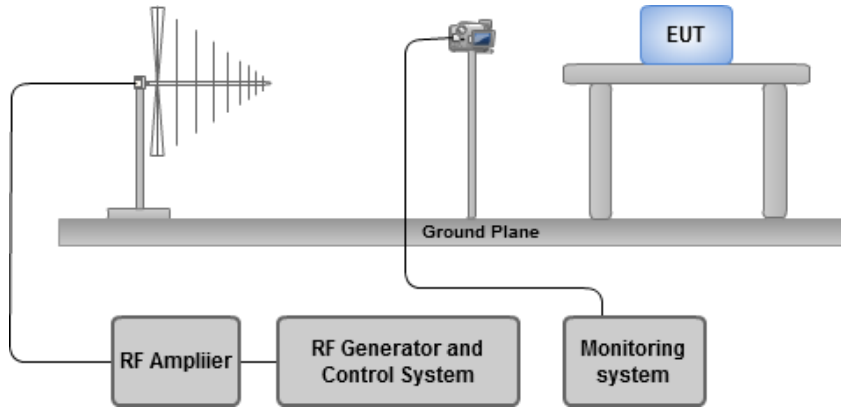 EUT
Ground Plane
RF Ampliier
RF Generator and
Control System
Monitoring
system